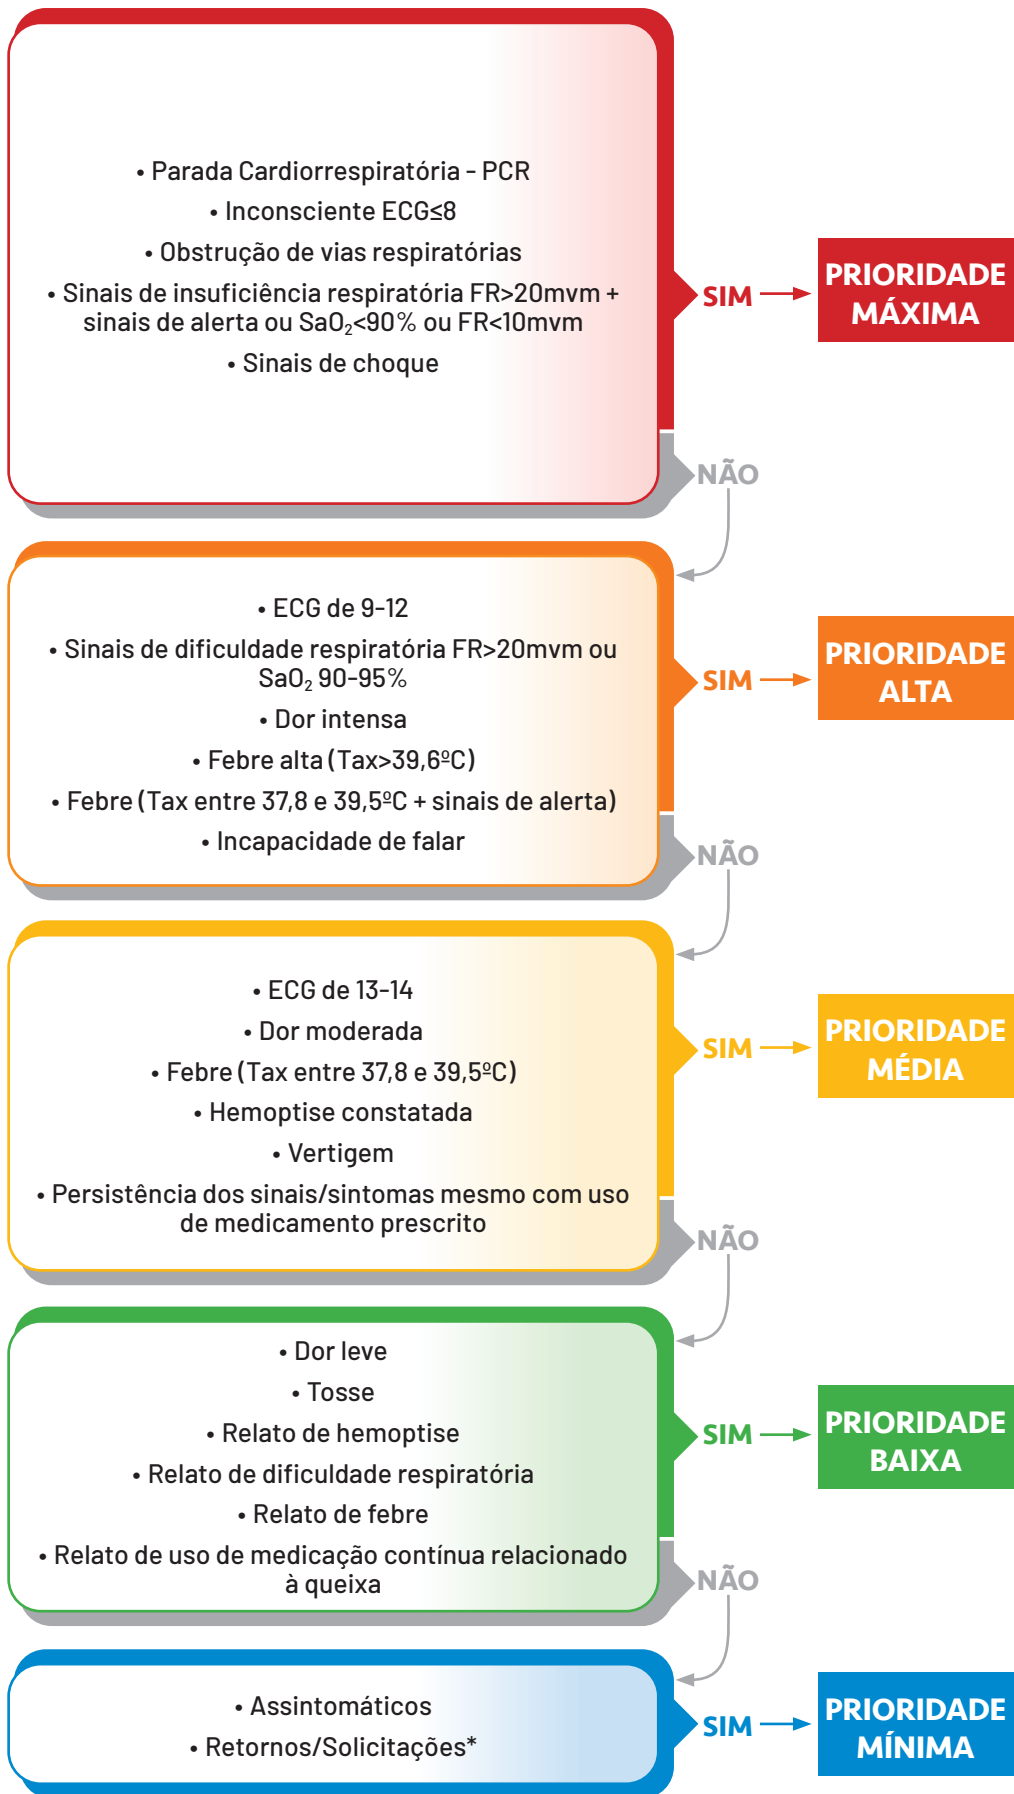 • Parada Cardiorrespiratória - PCR
• Inconsciente ECG≤8
• Obstrução de vias respiratórias
• Sinais de insuficiência respiratória FR>20mvm +
sinais de alerta ou SaO₂<90% ou FR<10mvm
• Sinais de choque
SIM
PRIORIDADE
MÁXIMA
NÃO
• ECG de 9-12
• Sinais de dificuldade respiratória FR>20mvm ou
SaO₂ 90-95%
• Dor intensa
• Febre alta (Tax>39,6ºC)
• Febre (Tax entre 37,8 e 39,5ºC + sinais de alerta)
• Incapacidade de falar
SIM
PRIORIDADE
ALTA
NÃO
• ECG de 13-14
• Dor moderada
• Febre (Tax entre 37,8 e 39,5ºC)
• Hemoptise constatada
• Vertigem
• Persistência dos sinais/sintomas mesmo com uso
de medicamento prescrito
SIM
PRIORIDADE
MÉDIA
NÃO
• Dor leve
• Tosse
• Relato de hemoptise
• Relato de dificuldade respiratória
• Relato de febre
• Relato de uso de medicação contínua relacionado
à queixa
SIM
PRIORIDADE
BAIXA
NÃO
• Assintomáticos
• Retornos/Solicitações*
SIM
PRIORIDADE
MÍNIMA